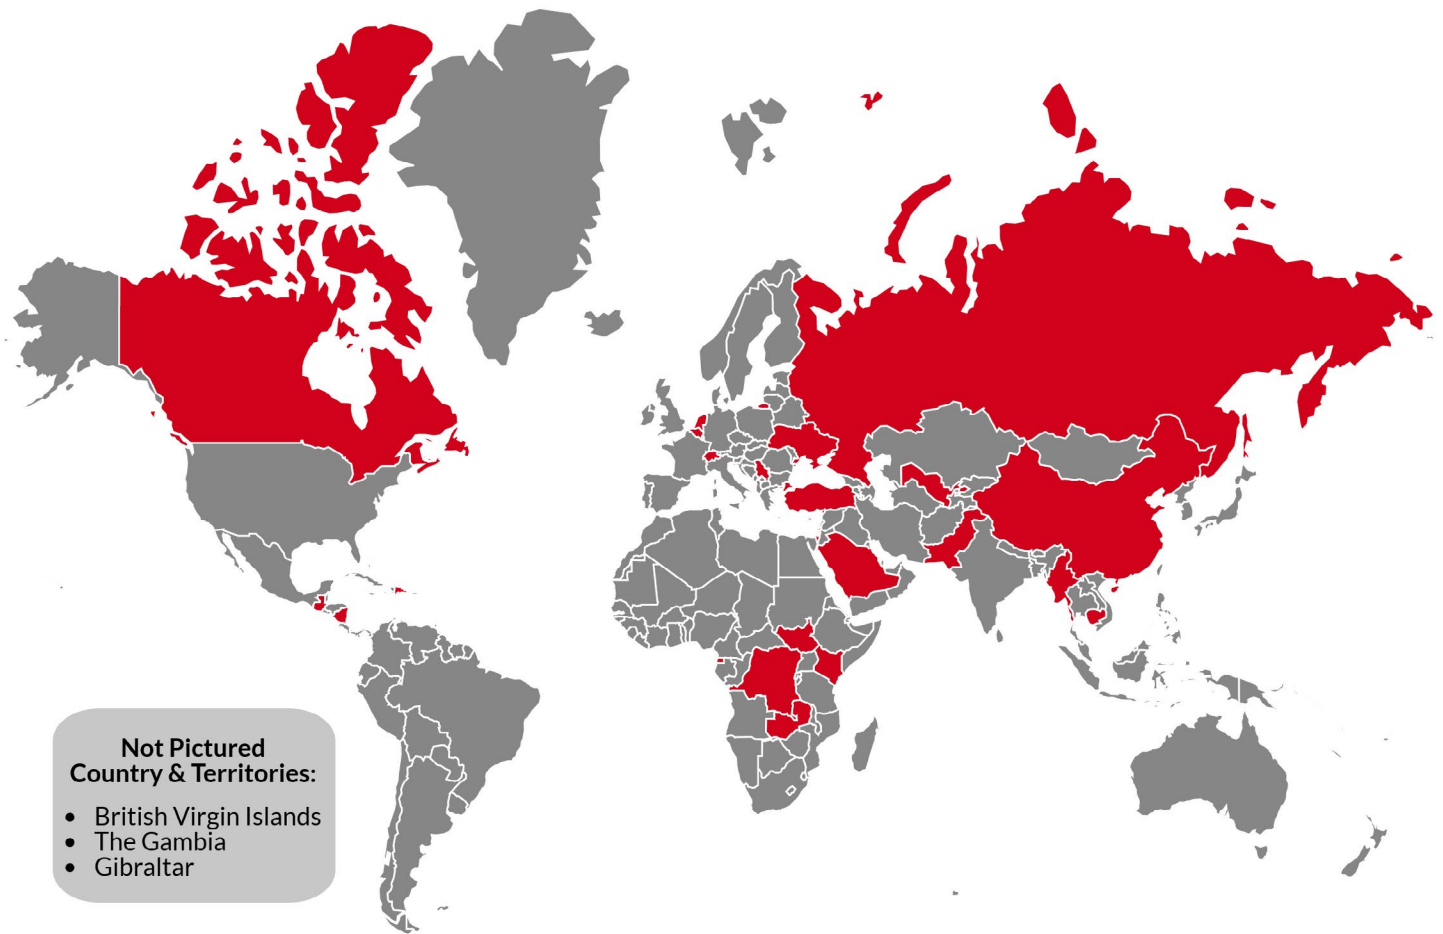 Not Pictured
Country & Territories:
• British Virgin Islands
• The Gambia
• Gibraltar